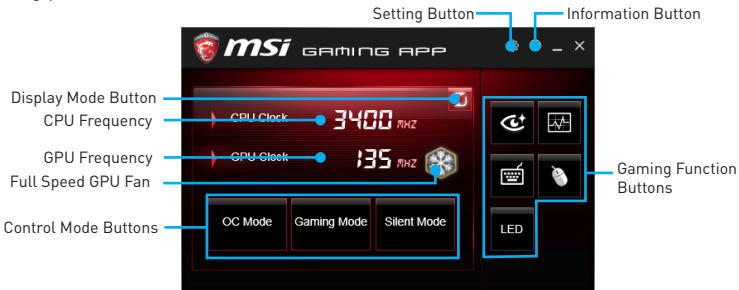 Setting Button
Information Button
msi GAMING APP
Display Mode Button
CPU Frequency
CPU Clock
3400 MHZ
GPU Frequency
GPU Clock
135 MHZ
Full Speed GPU Fan
Gaming Function
Buttons
Control Mode Buttons
OC Mode
Gaming Mode
Silent Mode
LED